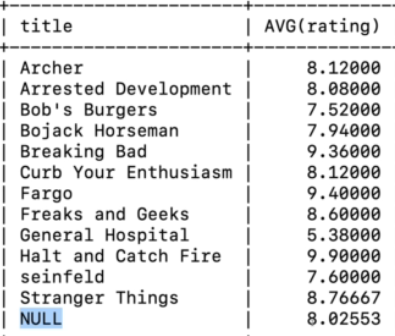 title | AVG(rating)
Archer | 8.12000
Arrested Development | 8.08000
Bob's Burgers | 7.52000
Bojack Horseman | 7.94000
Breaking Bad | 9.36000
Curb Your Enthusiasm | 8.12000
Fargo | 9.40000
Freaks and Geeks | 8.60000
General Hospital | 5.38000
Halt and Catch Fire | 9.90000
seinfeld | 7.60000
Stranger Things | 8.76667
NULL | 8.02553